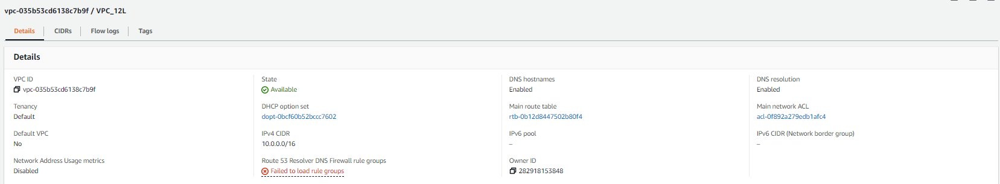 vpc-035b53cd6138c7b9f / VPC_12L
Details CIDRs Flow logs Tags
Details
VPC ID State DNS hostnames DNS resolution
vpc-035b53cd6138c7b9f Available Enabled Enabled
Tenancy DHCP option set Main route table Main network ACL
Default dopt-0bcf60b52bccc7602 rtb-0b12d8447502b80f4 acl-0f892a279edb1afc4
Default VPC IPv4 CIDR IPv6 pool IPv6 CIDR (Network border group)
No 10.0.0.0/16 – –
Network Address Usage metrics Route 53 Resolver DNS Firewall rule groups Owner ID
Disabled Failed to load rule groups 282918153848